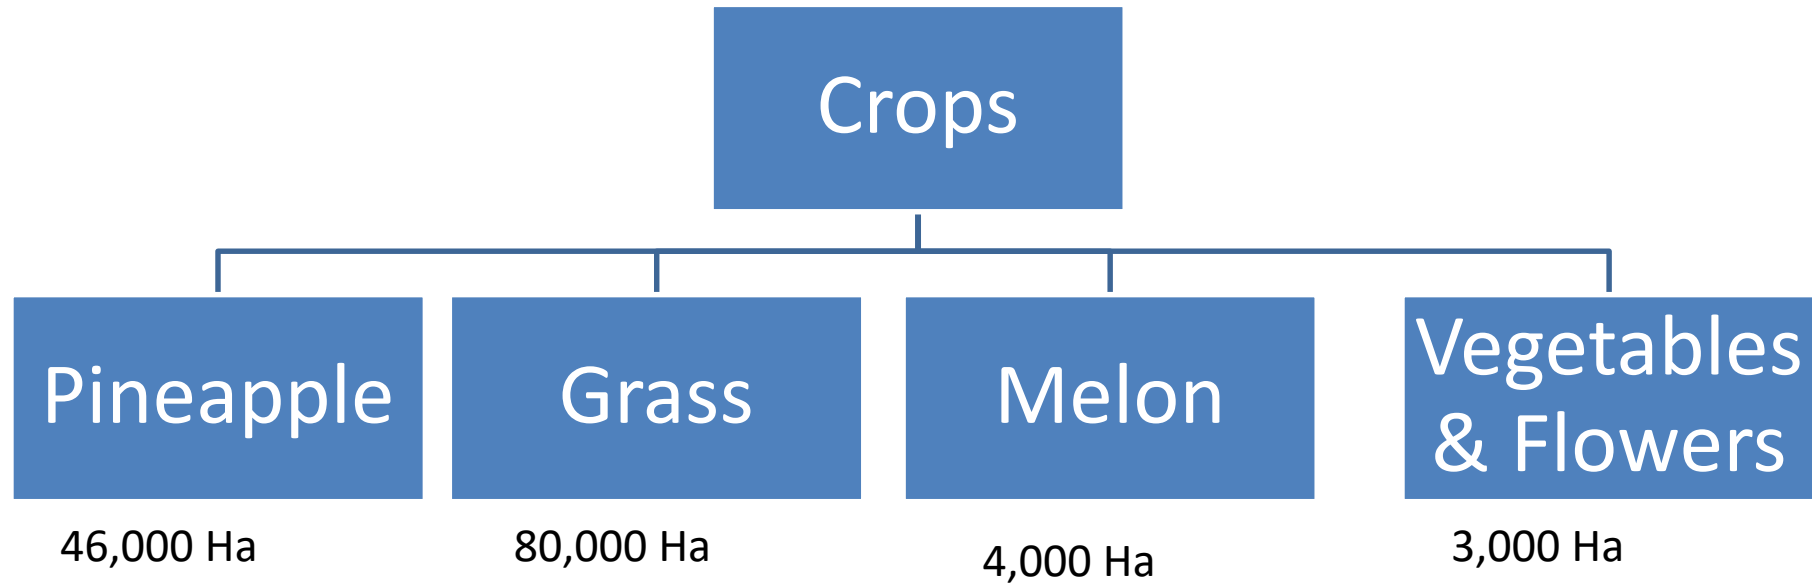 Crops
Pineapple
Grass
Melon
Vegetables
& Flowers
46,000 Ha
80,000 Ha
4,000 Ha
3,000 Ha